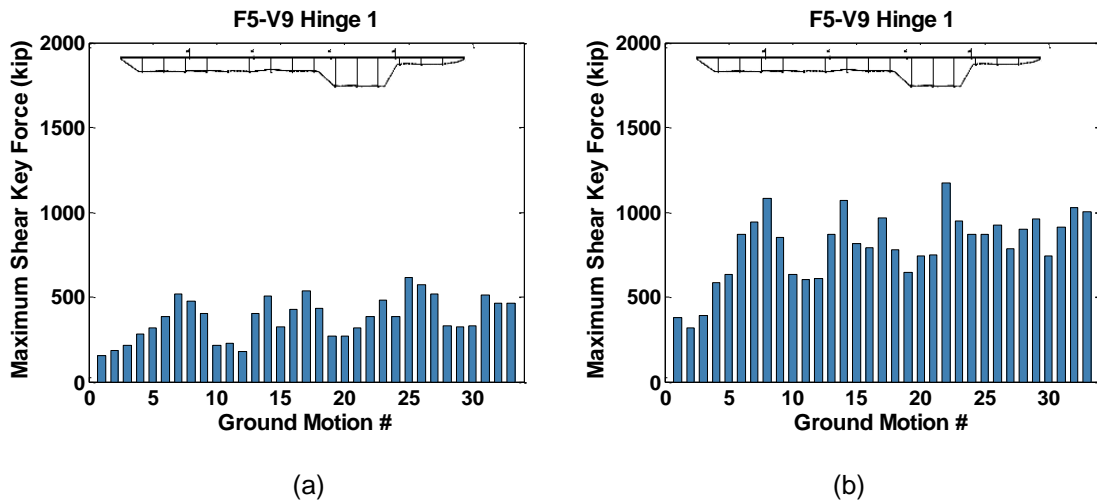 F5-V9 Hinge 1
Maximum Shear Key Force (kip)
2000
1500
1000
500
0
0 5 10 15 20 25 30
Ground Motion #
(a)
F5-V9 Hinge 1
Maximum Shear Key Force (kip)
2000
1500
1000
500
0
0 5 10 15 20 25 30
Ground Motion #
(b)